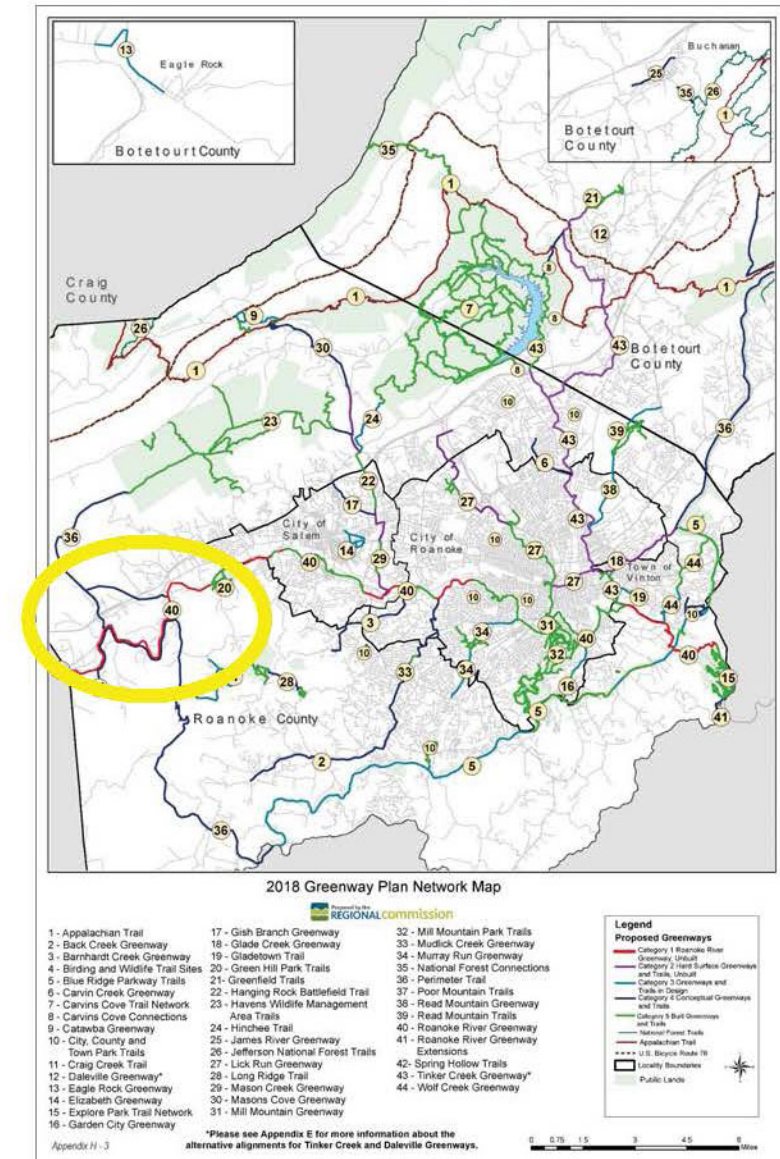 13
Eagle Rock
Botetourt County
Buchanan
25
35
26
1
Botetourt
County
35
1
21
12
8
Craig
County
26
9
1
7
1
1
30
8
43
43
Botetourt
County
8
10
10
24
23
39
36
43
6
22
38
17
27
36
City of
Salem
14
City of
Roanoke
10
43
5
40
29
27
18
44
Town of
Vinton
20
40
27
43
19
44
10
40
10
10
3
34
31
40
10
32
40
28
33
34
16
15
Roanoke County
5
41
10
2
5
36
2018 Greenway Plan Network Map
Prepared by the
REGIONALcommission
1 - Appalachian Trail
2 - Back Creek Greenway
3 - Barnhardt Creek Greenway
4 - Birding and Wildlife Trail Sites
5 - Blue Ridge Parkway Trails
6 - Carvin Creek Greenway
7 - Carvins Cove Trail Network
8 - Carvins Cove Connections
9 - Catawba Greenway
10 - City, County and
Town Park Trails
11 - Craig Creek Trail
12 - Daleville Greenway*
13 - Eagle Rock Greenway
14 - Elizabeth Greenway
15 - Explore Park Trail Network
16 - Garden City Greenway
17 - Gish Branch Greenway
18 - Glade Creek Greenway
19 - Gladetown Trail
20 - Green Hill Park Trails
21 - Greenfield Trails
22 - Hanging Rock Battlefield Trail
23 - Havens Wildlife Management
Area Trails
24 - Hinchee Trail
25 - James River Greenway
26 - Jefferson National Forest Trails
27 - Lick Run Greenway
28 - Long Ridge Trail
29 - Mason Creek Greenway
30 - Masons Cove Greenway
31 - Mill Mountain Greenway
32 - Mill Mountain Park Trails
33 - Mudlick Creek Greenway
34 - Murray Run Greenway
35 - National Forest Connections
36 - Perimeter Trail
37 - Poor Mountain Trails
38 - Read Mountain Greenway
39 - Read Mountain Trails
40 - Roanoke River Greenway
41 - Roanoke River Greenway
Extensions
42- Spring Hollow Trails
43 - Tinker Creek Greenway*
44 - Wolf Creek Greenway
Legend
Proposed Greenways
Category 1 Roanoke River
Greenway, Unbuilt
Category 2 Hard Surface Greenways
and Trails, Unbuilt
Category 3 Greenways and
Trails in Design
Category 4 Conceptual Greenways
and Trails
Category 5 Built Greenways
and Trails
National Forest Trails
Appalachian Trail
U.S. Bicycle Route 76
Locality Boundaries
Public Lands
*Please see Appendix E for more information about the
alternative alignments for Tinker Creek and Daleville Greenways.
Appendix H - 3
0 0.75 1.5 3 4.5 6
Miles